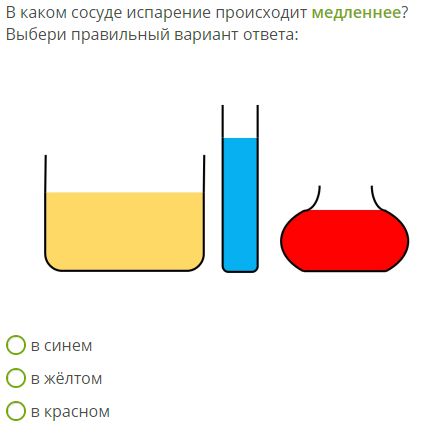 В каком сосуде испарение происходит медленнее?
Выбери правильный вариант ответа:
в синем
в жёлтом
в красном